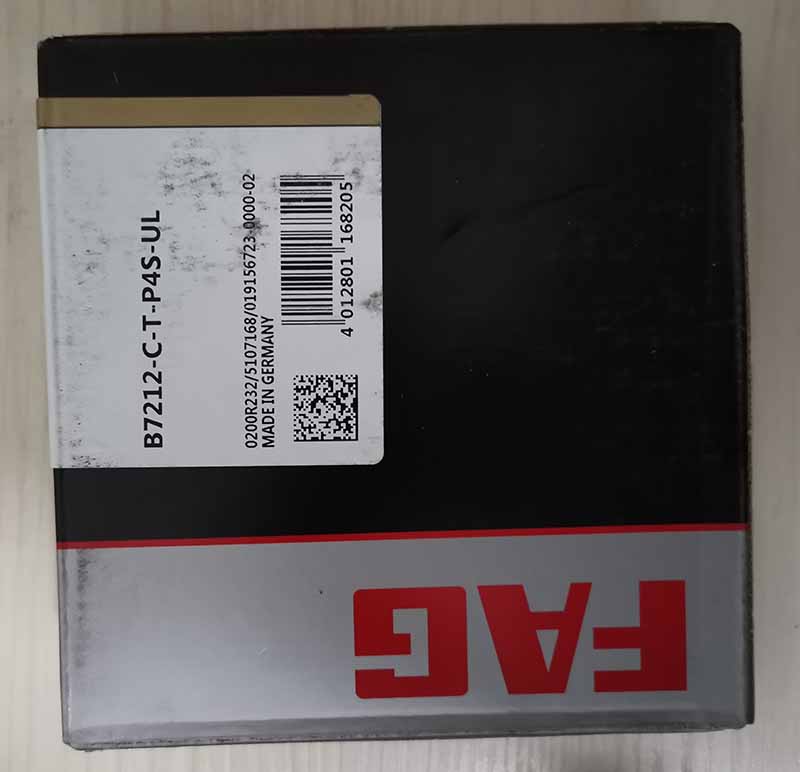 B7212-C-T-P4S-UL
0200R232/5107168/019156723-0000-02
MADE IN GERMANY
4 012801 168205
FAG